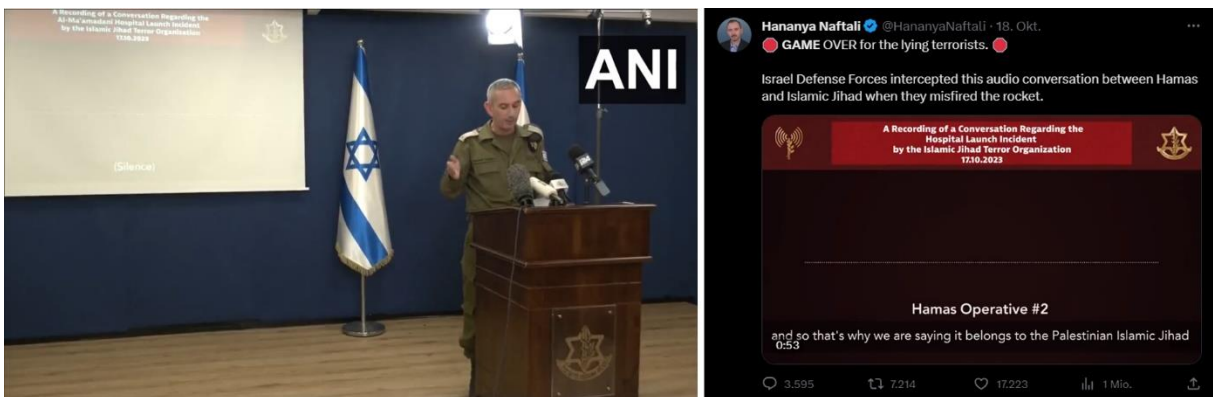 A Recording of a Conversation Regarding the
Al-Ma'amadani Hospital Launch Incident
by the Islamic Jihad Terror Organization
17.10.2023
(Silence)
ANI
Hananya Naftali @HananyaNaftali · 18. Okt.
GAME OVER for the lying terrorists.
Israel Defense Forces intercepted this audio conversation between Hamas
and Islamic Jihad when they misfired the rocket.
A Recording of a Conversation Regarding the
Hospital Launch Incident
by the Islamic Jihad Terror Organization
17.10.2023
Hamas Operative #2
and so that's why we are saying it belongs to the Palestinian Islamic Jihad
0:53
3.595 7.214 17.223 1 Mio.